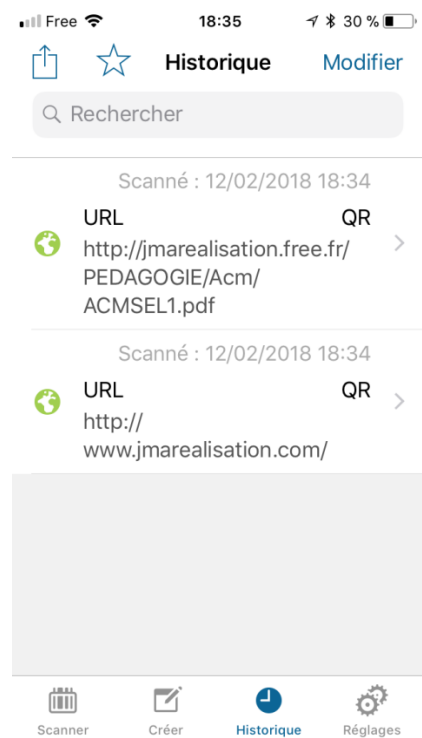 Free 18:35 30 %
Historique Modifier
Rechercher
Scanné : 12/02/2018 18:34
URL QR
http://jmarealisation.free.fr/
PEDAGOGIE/Acm/
ACMSEL1.pdf
Scanné : 12/02/2018 18:34
URL QR
http://
www.jmarealisation.com/
Scanner Créer Historique Réglages